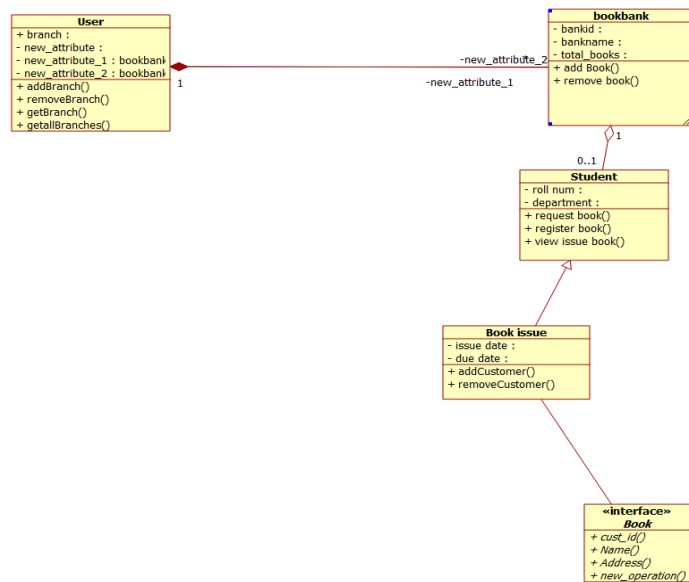 User
+ branch :
- new_attribute :
- new_attribute_1 : bookbank
- new_attribute_2 : bookbank
+ addBranch()
+ removeBranch()
+ getBranch()
+ getallBranches()
1
-new_attribute_2
-new_attribute_1
bookbank
- bankid :
- bankname :
- total_books :
+ add Book()
+ remove book()
1
0..1
Student
- roll num :
- department :
+ request book()
+ register book()
+ view issue book()
Book issue
- issue date :
- due date :
+ addCustomer()
+ removeCustomer()
«interface»
Book
+ cust_id()
+ Name()
+ Address()
+ new_operation()